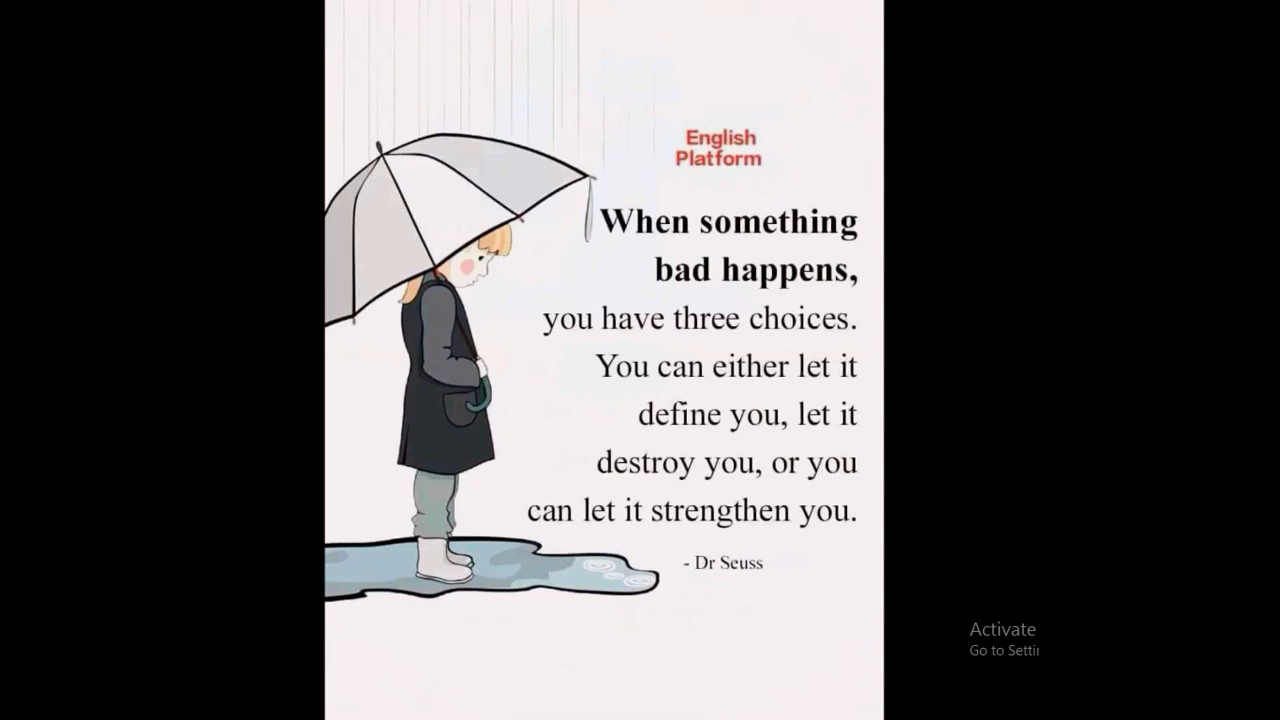 English
Platform
When something
bad happens,
you have three choices.
You can either let it
define you, let it
destroy you, or you
can let it strengthen you.
- Dr Seuss
Activate
Go to Settin